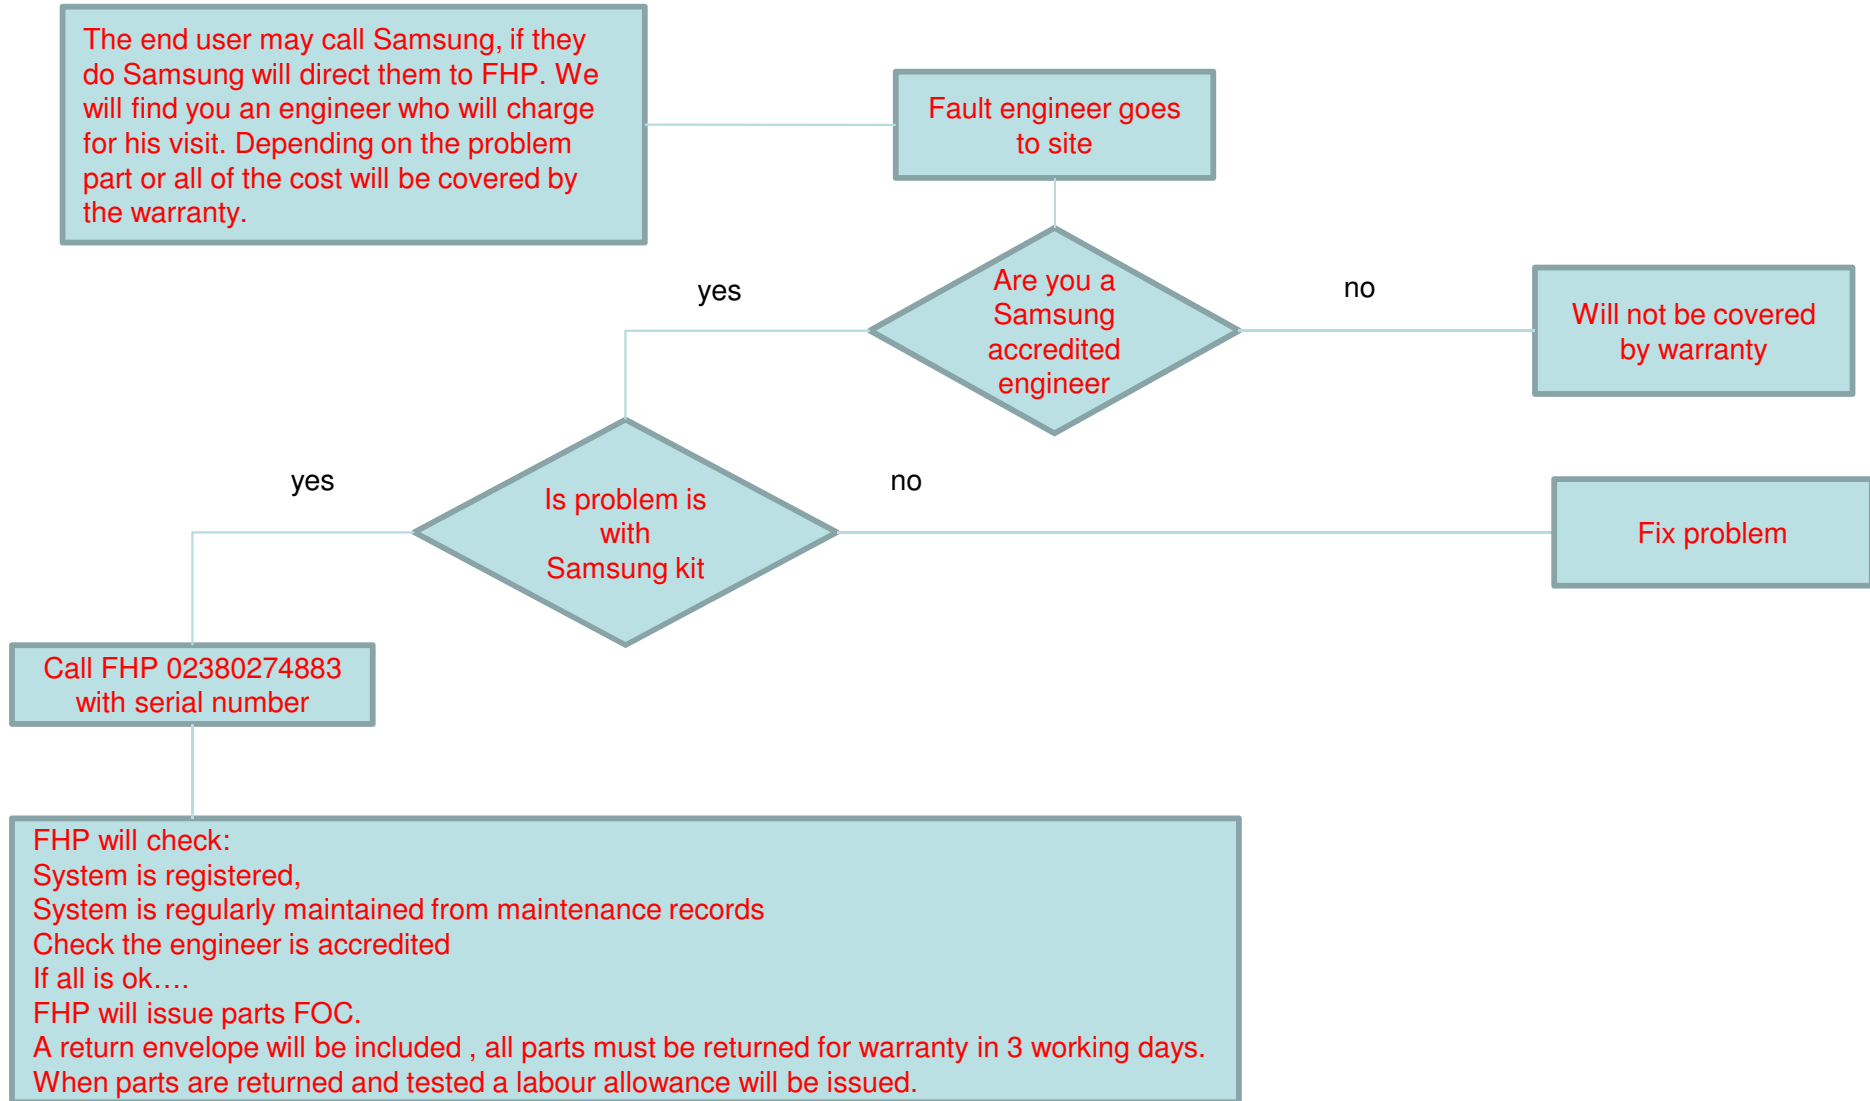 The end user may call Samsung, if they
do Samsung will direct them to FHP. We
will find you an engineer who will charge
for his visit. Depending on the problem
part or all of the cost will be covered by
the warranty.
Fault engineer goes
to site
yes
Are you a
Samsung
accredited
engineer
no
Will not be covered
by warranty
yes
Is problem is
with
Samsung kit
no
Fix problem
Call FHP 02380274883
with serial number
FHP will check:
System is registered,
System is regularly maintained from maintenance records
Check the engineer is accredited
If all is ok….
FHP will issue parts FOC.
A return envelope will be included , all parts must be returned for warranty in 3 working days.
When parts are returned and tested a labour allowance will be issued.